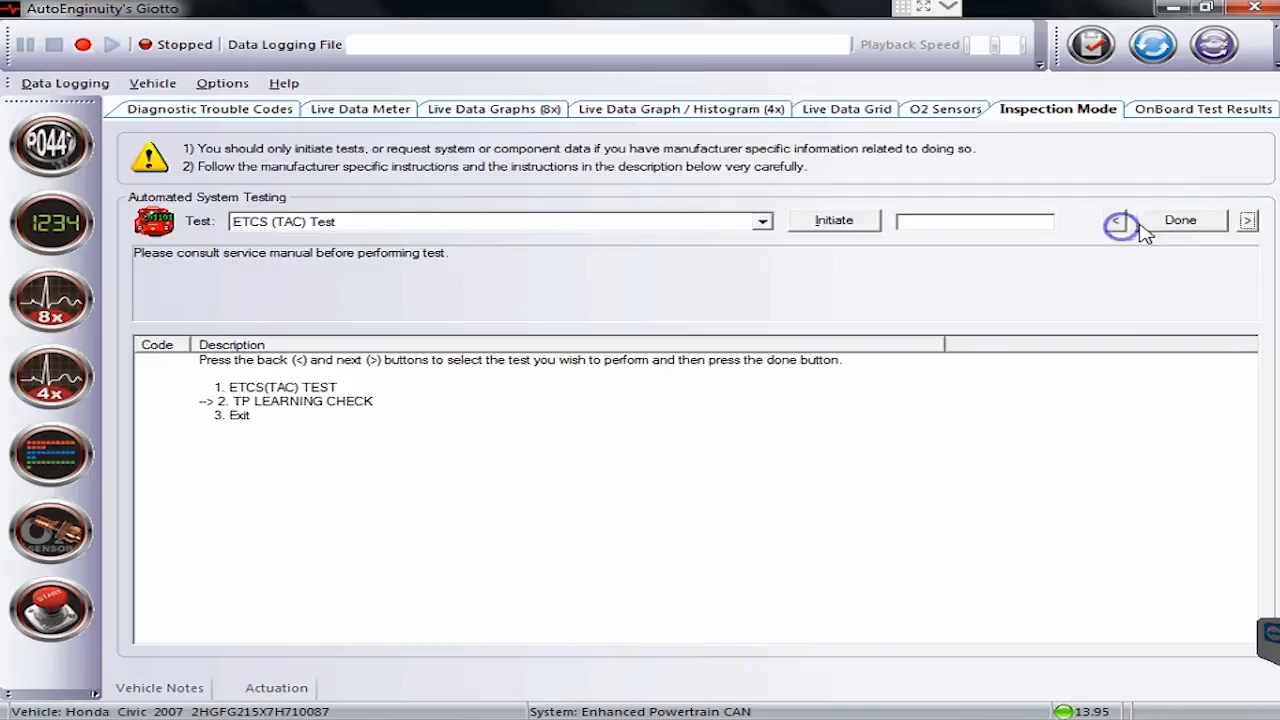 AutoEnginuity's Giotto
Stopped Data Logging File Playback Speed
Data Logging Vehicle Options Help
Diagnostic Trouble Codes Live Data Meter Live Data Graphs (8x) Live Data Graph / Histogram (4x) Live Data Grid O2 Sensors Inspection Mode OnBoard Test Results
P0447
1) You should only initiate tests, or request system or component data if you have manufacturer specific information related to doing so.
2) Follow the manufacturer specific instructions and the instructions in the description below very carefully.
Automated System Testing
1234
Test: ETCS (TAC) Test Initiate < Done >
Please consult service manual before performing test.
8x
Code Description
Press the back (<) and next (>) buttons to select the test you wish to perform and then press the done button.
1. ETCS(TAC) TEST
--> 2. TP LEARNING CHECK
3. Exit
4x
O2
SENSOR
START
Vehicle Notes Actuation
Vehicle: Honda Civic 2007 2HGFG215X7H710087 System: Enhanced Powertrain CAN 13.95